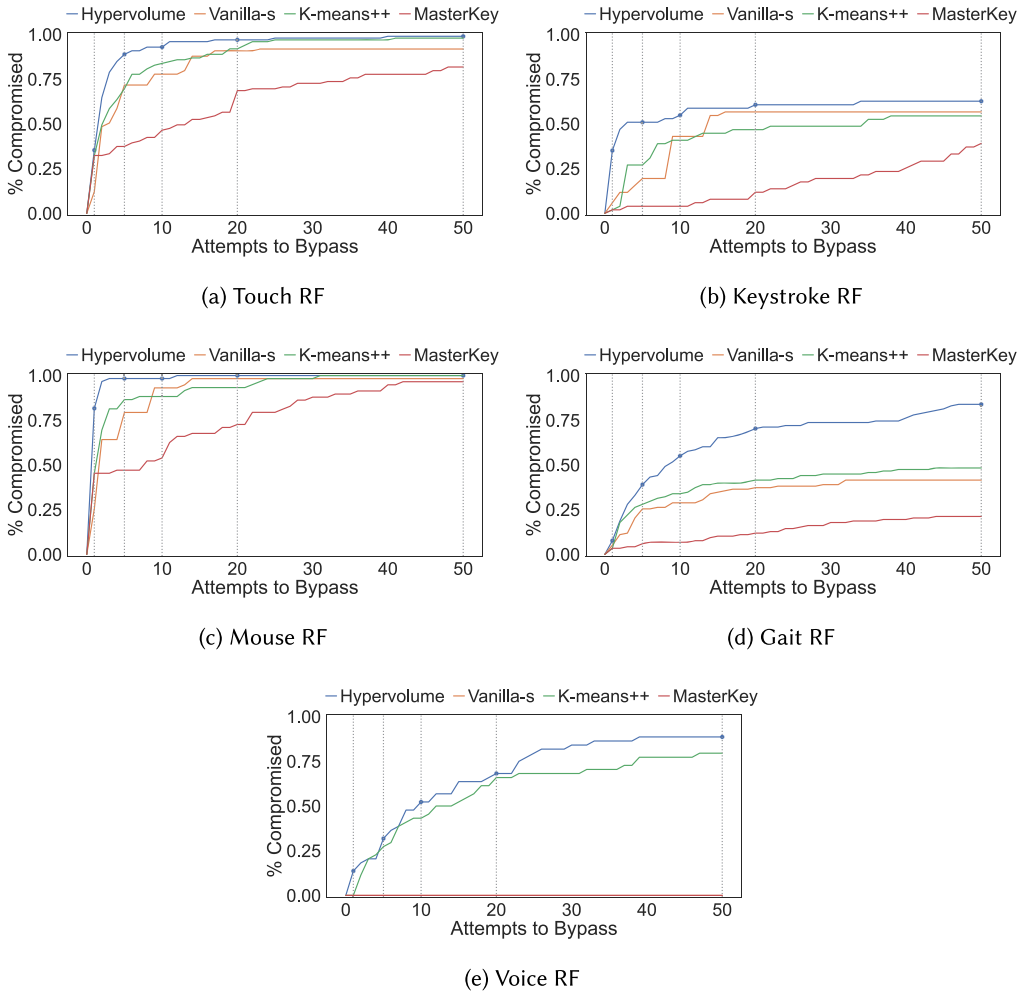 Hypervolume Vanilla-s K-means++ MasterKey
% Compromised
1.00
0.75
0.50
0.25
0.00
0 10 20 30 40 50
Attempts to Bypass
(a) Touch RF
Hypervolume Vanilla-s K-means++ MasterKey
% Compromised
1.00
0.75
0.50
0.25
0.00
0 10 20 30 40 50
Attempts to Bypass
(b) Keystroke RF
Hypervolume Vanilla-s K-means++ MasterKey
% Compromised
1.00
0.75
0.50
0.25
0.00
0 10 20 30 40 50
Attempts to Bypass
(c) Mouse RF
Hypervolume Vanilla-s K-means++ MasterKey
% Compromised
1.00
0.75
0.50
0.25
0.00
0 10 20 30 40 50
Attempts to Bypass
(d) Gait RF
Hypervolume Vanilla-s K-means++ MasterKey
% Compromised
1.00
0.75
0.50
0.25
0.00
0 10 20 30 40 50
Attempts to Bypass
(e) Voice RF